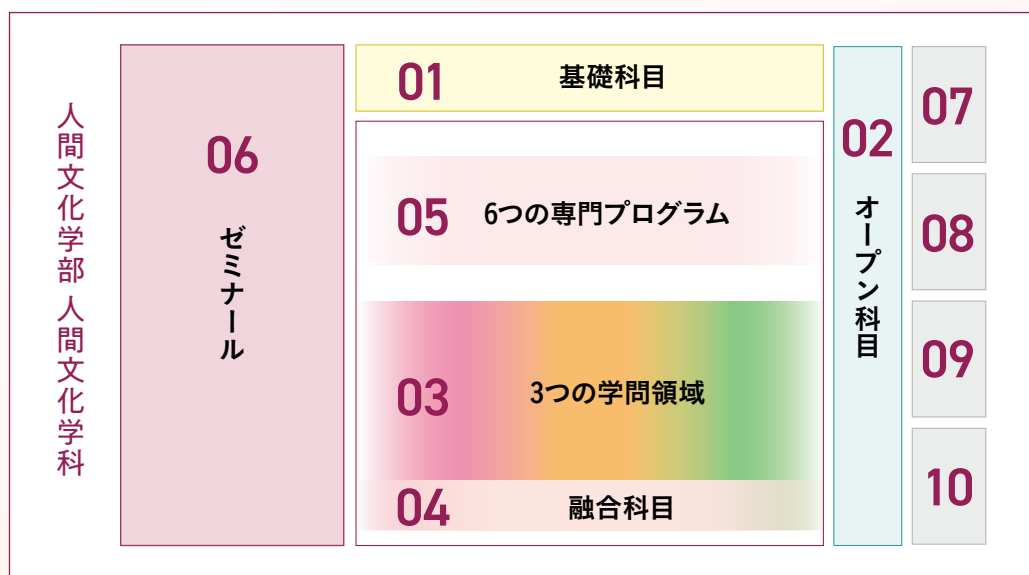 人間文化学部 人間文化学科
06
ゼミナール
01 基礎科目
05 6つの専門プログラム
03 3つの学問領域
04 融合科目
02
オープン科目
07
08
09
10